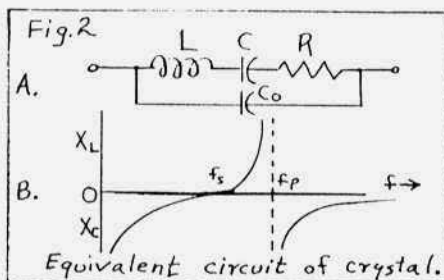 Fig.2
L C R
A.
Co
XL
fs fp f→
B. O
Xc
Equivalent circuit of crystal.